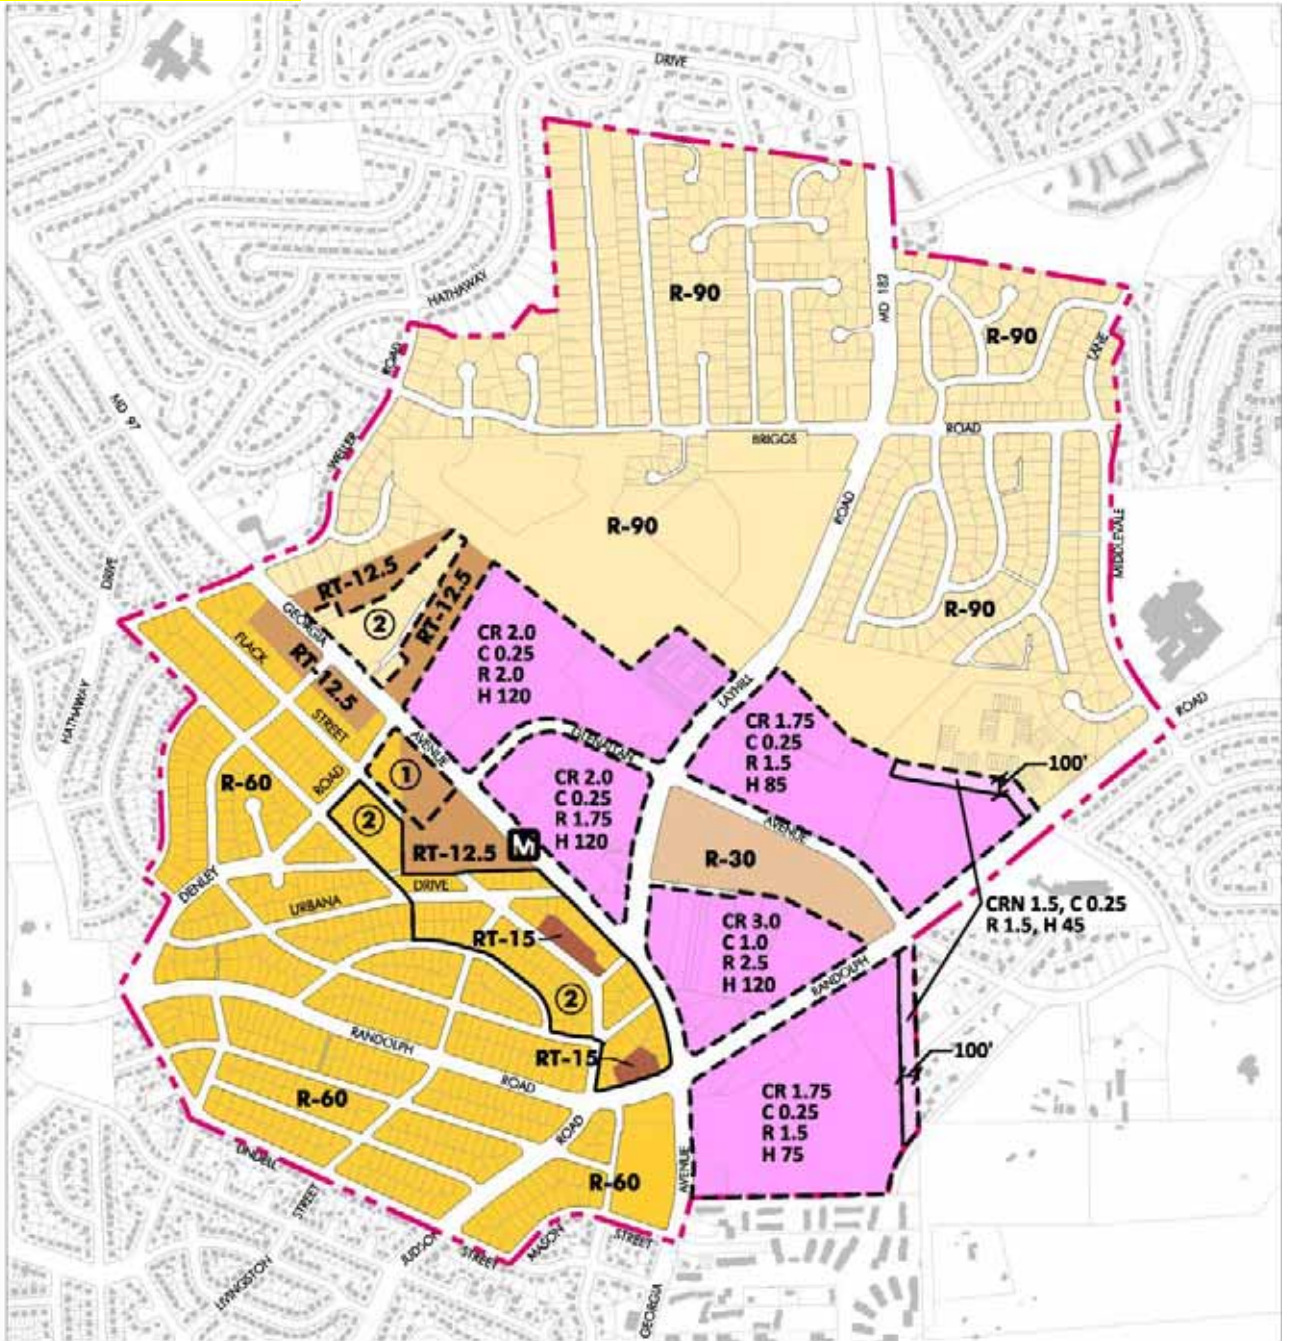 DRIVE
HATHAWAY
R-90
MD 182
R-90
LANE
ROAD
MD 97
WELLER
BRIGGS
ROAD
R-90
ROAD
MIDDLEVALE
DRIVE
RT-12.5
RT-12.5
②
R-90
GEORGIA
FLACK
RT-12.5
CR 2.0
C 0.25
R 2.0
H 120
HATHAWAY
STREET
LAYHILL
ROAD
CR 1.75
C 0.25
R 1.5
H 85
AVENUE
GLENALLAN
100'
R-60
ROAD
①
②
CR 2.0
C 0.25
R 1.75
H 120
AVENUE
RT-12.5
M
R-30
DENLEY
DRIVE
URBANA
CRN 1.5, C 0.25
R 1.5, H 45
RT-15
CR 3.0
C 1.0
R 2.5
H 120
RANDOLPH
②
RANDOLPH
RT-15
100'
ROAD
R-60
CR 1.75
C 0.25
R 1.5
H 75
ROAD
LINDELL
R-60
AVENUE
STREET
JUDSON
STREET
MASON
STREET
LIVINGSTON
GEORGIA